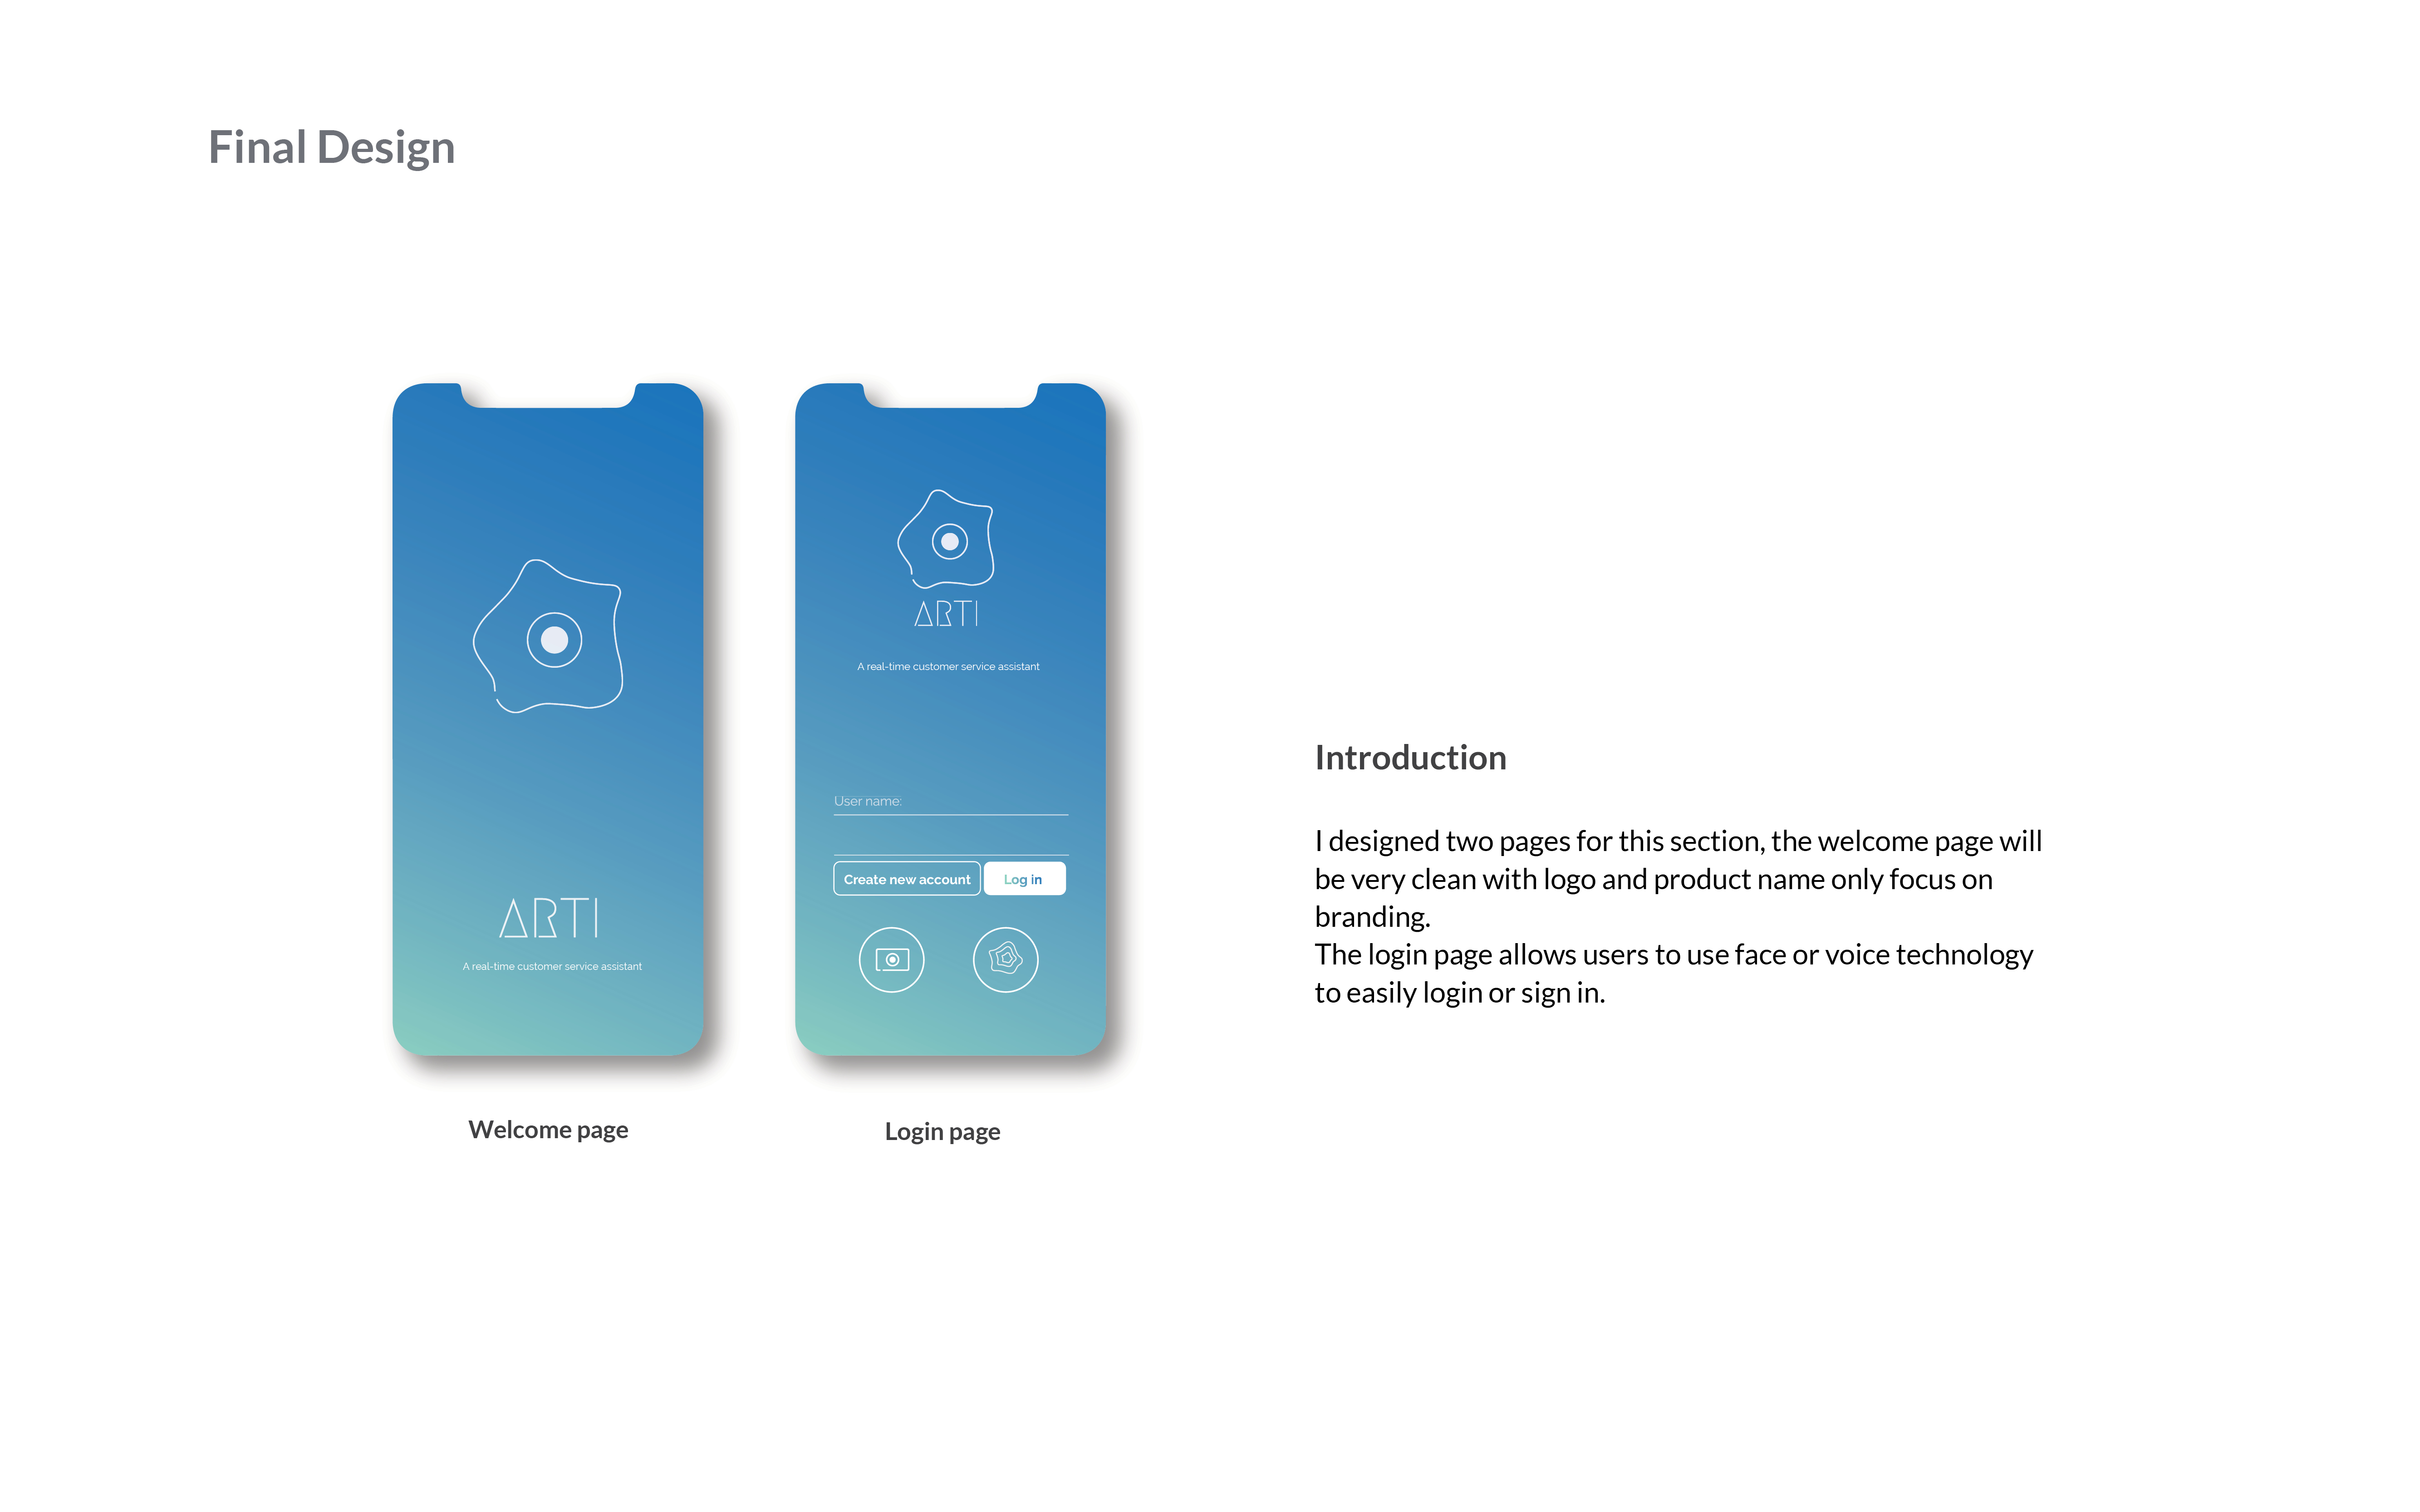 Final Design
ARTI
A real-time customer service assistant
Welcome page
ARTI
A real-time customer service assistant
User name:
Create new account
Log in
Login page
Introduction
I designed two pages for this section, the welcome page will
be very clean with logo and product name only focus on
branding.
The login page allows users to use face or voice technology
to easily login or sign in.